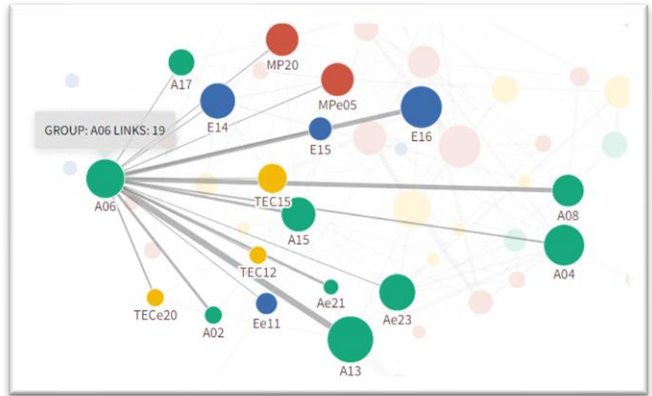 MP20
A17
MPe05
E14
E16
E15
GROUP: A06 LINKS: 19
A06
TEC15
A08
A15
A04
TEC12
Ae21
TECe20
Ee11
Ae23
A02
A13